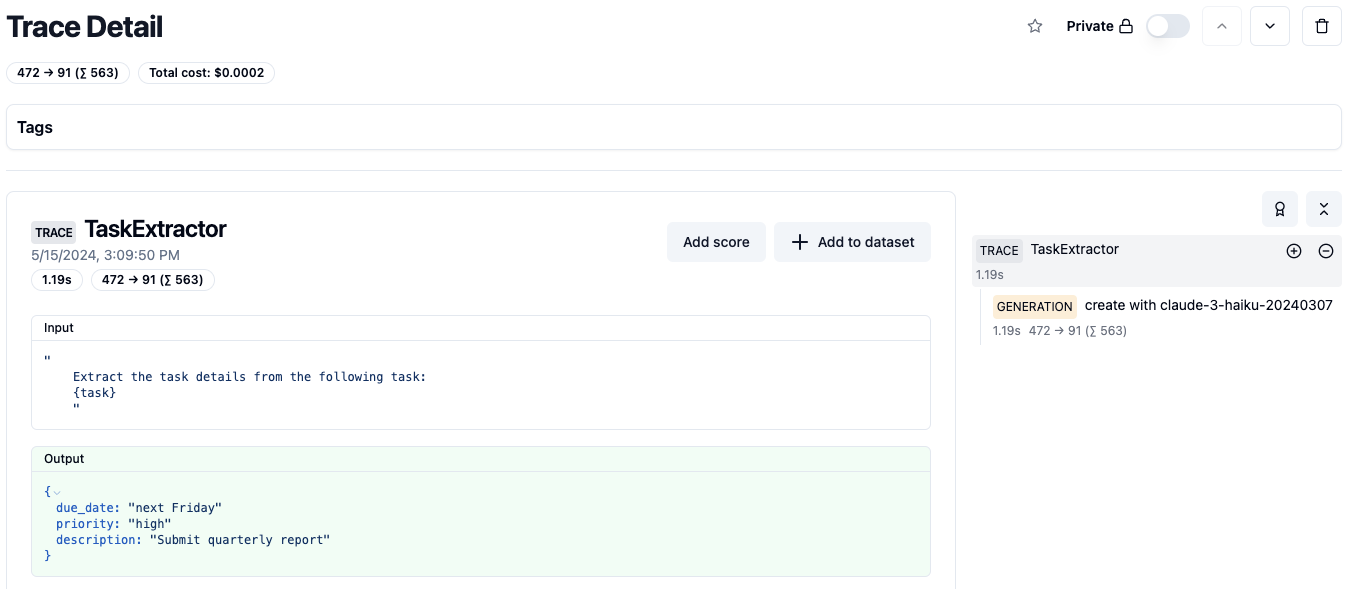 Trace Detail
Private
472 → 91 (∑ 563)
Total cost: $0.0002
Tags
TRACE TaskExtractor
5/15/2024, 3:09:50 PM
1.19s
472 → 91 (∑ 563)
Add score
Add to dataset
Input
"
Extract the task details from the following task:
{task}
"
Output
{
due_date: "next Friday"
priority: "high"
description: "Submit quarterly report"
}
TRACE TaskExtractor
1.19s
GENERATION create with claude-3-haiku-20240307
1.19s 472 → 91 (∑ 563)